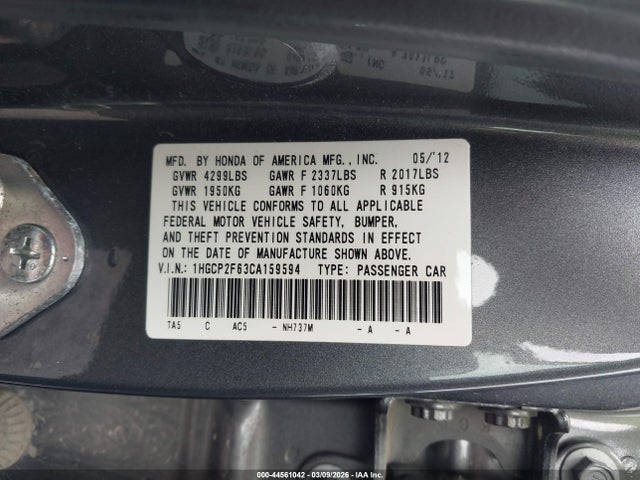 MFD. BY HONDA OF AMERICA MFG., INC. 05/'12
GVWR 4299LBS GAWR F 2337LBS R 2017LBS
GVWR 1950KG GAWR F 1060KG R 915KG
THIS VEHICLE CONFORMS TO ALL APPLICABLE
FEDERAL MOTOR VEHICLE SAFETY, BUMPER,
AND THEFT PREVENTION STANDARDS IN EFFECT
ON THE DATE OF MANUFACTURE SHOWN ABOVE.
V.I.N.: 1HGCP2F63CA159594 TYPE: PASSENGER CAR
TA5 C AC5 - NH737M - A - A
000-44561042 - 03/09/2026 - IAA Inc.